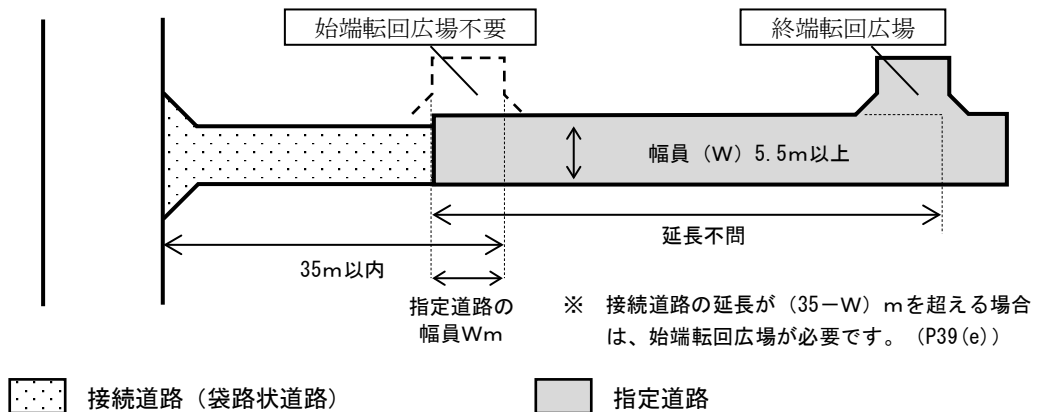 始端転回広場不要
終端転回広場
幅員（W）5.5m以上
延長不問
35m以内
指定道路の
幅員Wm
※　接続道路の延長が（35－W）mを超える場合
は、始端転回広場が必要です。（P39(e)）
接続道路（袋路状道路）
指定道路